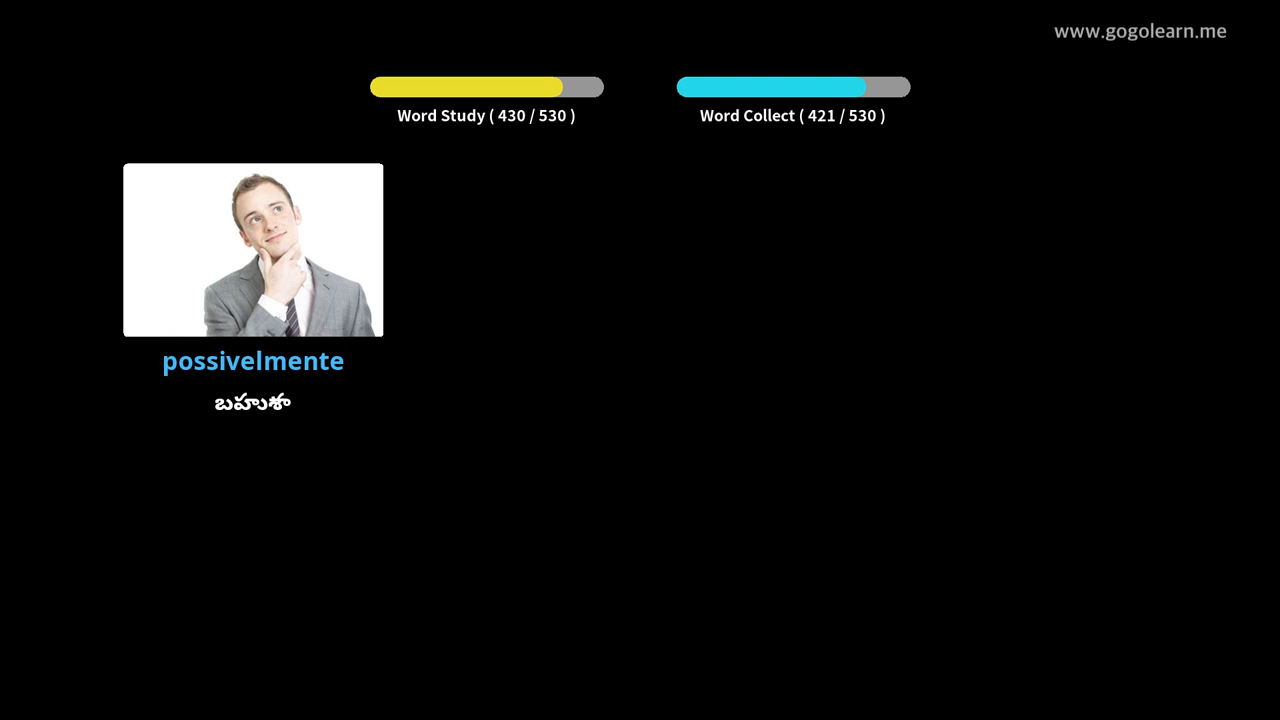 www.gogolearn.me
Word Study ( 430 / 530 )
Word Collect ( 421 / 530 )
possivelmente
బహుశా